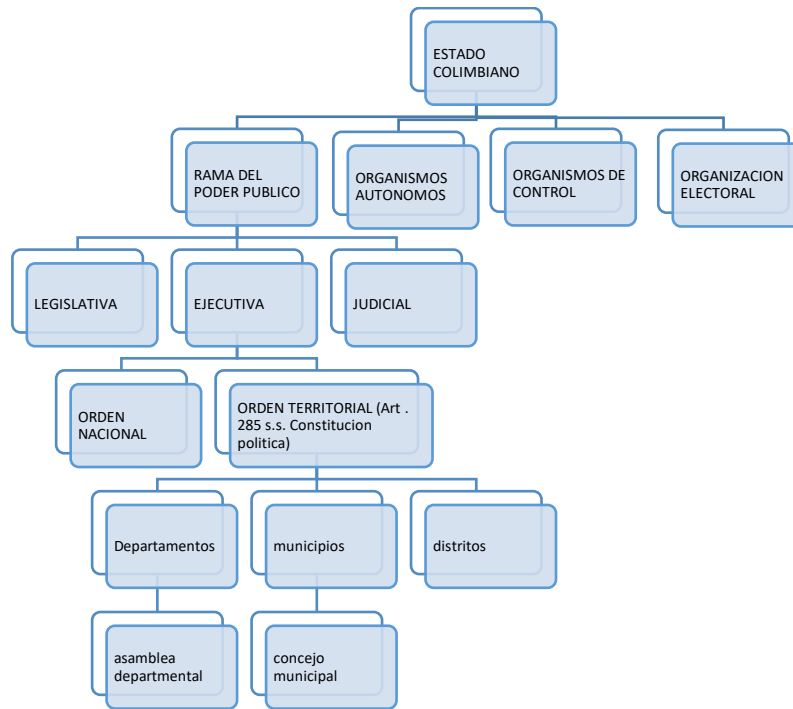 ESTADO
COLIMBIANO
RAMA DEL
PODER PUBLICO
ORGANISMOS
AUTONOMOS
ORGANISMOS DE
CONTROL
ORGANIZACION
ELECTORAL
LEGISLATIVA
EJECUTIVA
JUDICIAL
ORDEN
NACIONAL
ORDEN TERRITORIAL (Art .
285 s.s. Constitucion
politica)
Departamentos
municipios
distritos
asamblea
departmental
concejo
municipal